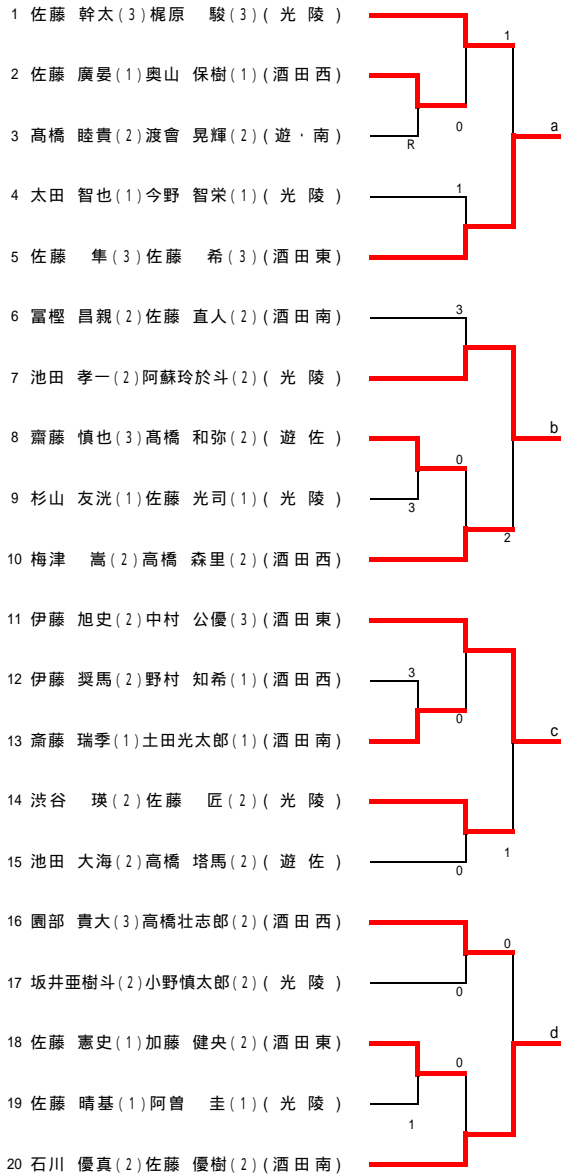 1 佐藤 幹太(3)梶原 駿(3)( 光 陵 )
1
2 佐藤 廣晏(1)奥山 保樹(1)(酒田西)
0
a
3 髙橋 睦貴(2)渡會 晃輝(2)(遊・南)
R
4 太田 智也(1)今野 智栄(1)( 光 陵 )
1
5 佐藤 隼(3)佐藤 希(3)(酒田東)
6 冨樫 昌親(2)佐藤 直人(2)(酒田南)
3
7 池田 孝一(2)阿蘇玲於斗(2)( 光 陵 )
b
8 齋藤 慎也(3)髙橋 和弥(2)( 遊 佐 )
0
9 杉山 友洸(1)佐藤 光司(1)( 光 陵 )
3
2
10 梅津 嵩(2)高橋 森里(2)(酒田西)
11 伊藤 旭史(2)中村 公優(3)(酒田東)
12 伊藤 奨馬(2)野村 知希(1)(酒田西)
3
0
c
13 斎藤 瑞季(1)土田光太郎(1)(酒田南)
14 渋谷 瑛(2)佐藤 匠(2)( 光 陵 )
1
15 池田 大海(2)高橋 塔馬(2)( 遊 佐 )
0
16 園部 貴大(3)高橋壮志郎(2)(酒田西)
0
17 坂井亜樹斗(2)小野慎太郎(2)( 光 陵 )
0
d
18 佐藤 憲史(1)加藤 健央(2)(酒田東)
0
19 佐藤 晴基(1)阿曽 圭(1)( 光 陵 )
1
20 石川 優真(2)佐藤 優樹(2)(酒田南)